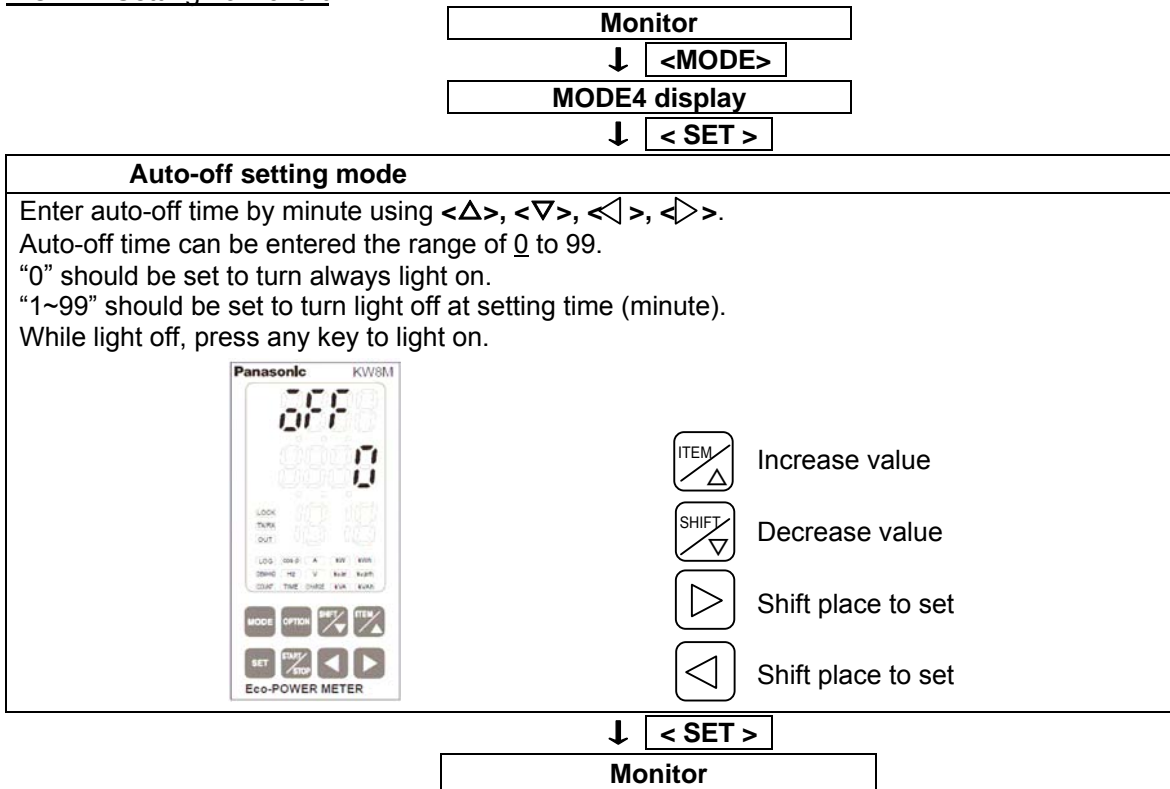 Monitor
↓ <MODE>
MODE4 display
↓ < SET >
Auto-off setting mode
Enter auto-off time by minute using <△>, <▽>, <◁ >, <▷ >.
Auto-off time can be entered the range of 0 to 99.
“0” should be set to turn always light on.
“1~99” should be set to turn light off at setting time (minute).
While light off, press any key to light on.
Panasonic KW8M
oFF
0
LOCK
OUT
LOG A kW kWh
Hz V
COUNT TIME kVA kVAh
MODE OPTION SHIFT/▼ ITEM/▲
SET START/STOP ◀ ▶
Eco-POWER METER
ITEM △ Increase value
SHIFT ▽ Decrease value
▷ Shift place to set
◁ Shift place to set
↓ < SET >
Monitor